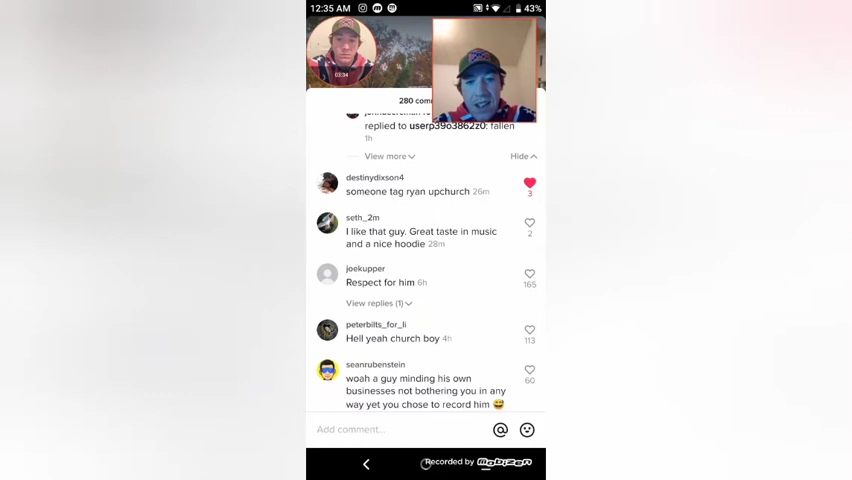 12:35 AM
43%
03:34
280 com
replied to userp39o3862z0: fallen
1h
View more
Hide
destinydixson4
someone tag ryan upchurch 26m
3
seth_2m
I like that guy. Great taste in music
and a nice hoodie 28m
2
joekupper
Respect for him 6h
165
View replies (1)
peterbilts_for_li
Hell yeah church boy 4h
113
seanrubenstein
woah a guy minding his own
businesses not bothering you in any
way yet you chose to record him 😅
60
Add comment...
Recorded by Mobizen